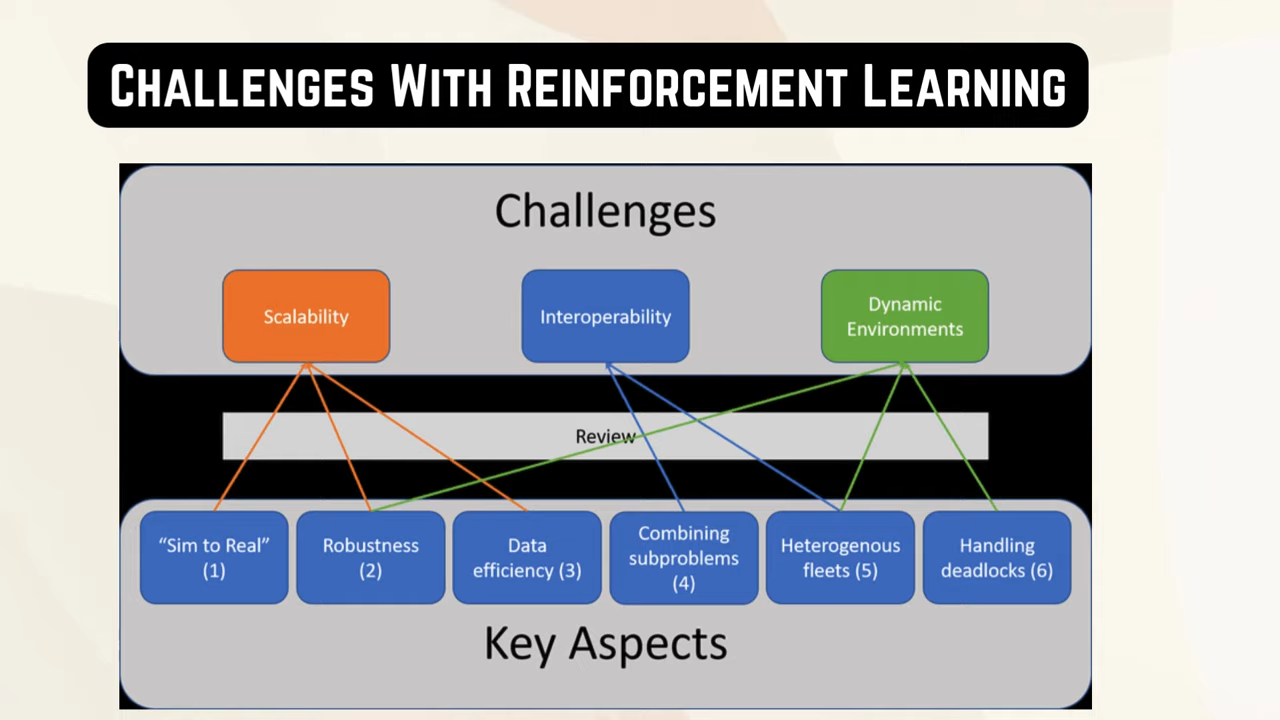 CHALLENGES WITH REINFORCEMENT LEARNING
Challenges
Scalability
Interoperability
Dynamic
Environments
Review
“Sim to Real”
(1)
Robustness
(2)
Data
efficiency (3)
Combining
subproblems
(4)
Heterogenous
fleets (5)
Handling
deadlocks (6)
Key Aspects